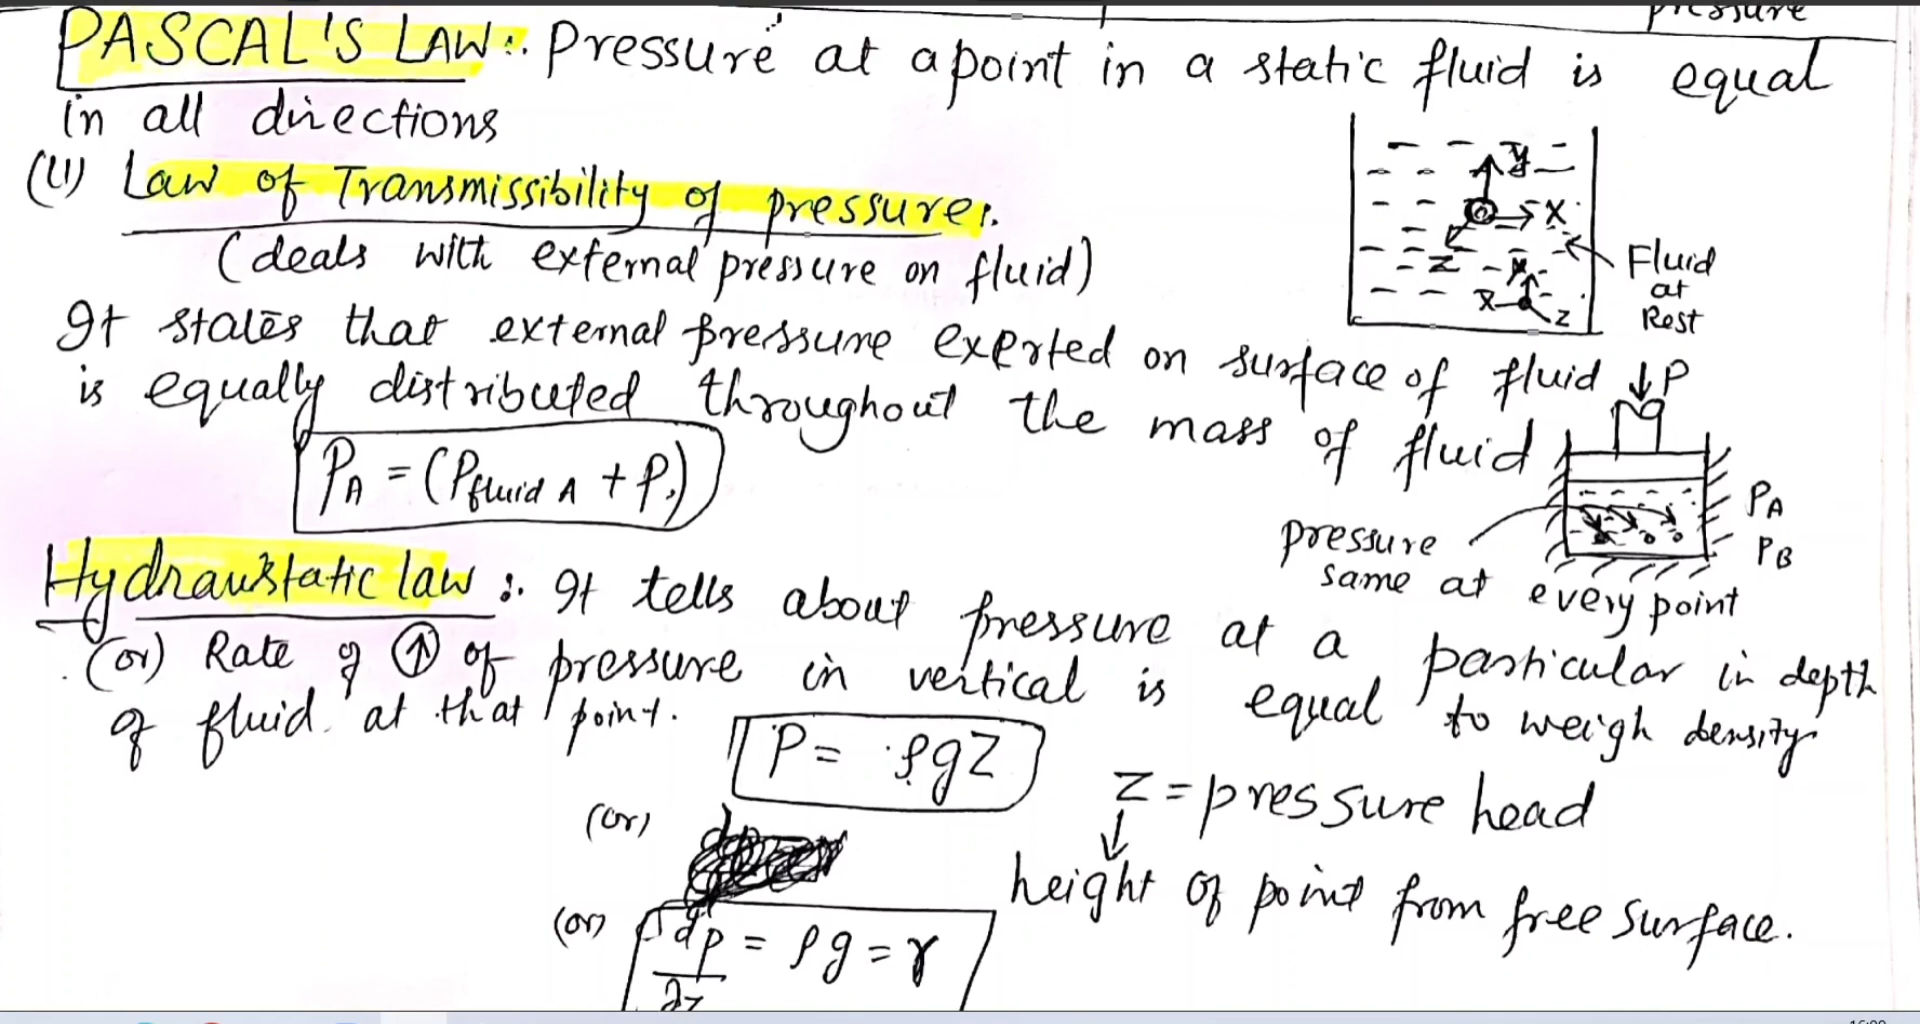 pressure
PASCAL'S LAW:. Pressure at a point in a static fluid is equal
in all directions
(11) Law of Transmissibility of pressure:.
(deals with external pressure on fluid)
It states that external pressure exerted on surface of fluid
is equally distributed throughout the mass of fluid
PA = (Pfluid A + P.)
y
X
Z
Fluid
at
Rest
y
X
Z
↓P
PA
PB
pressure
same at every point
Hydraustatic law :. It tells about pressure at a particular in depth
(or) Rate of ↑ of pressure in vertical is equal to weigh density
of fluid at that point.
P = ρgZ
Z = pressure head
↓
height of point from free surface.
(or)
(or)
dp = ρg = γ